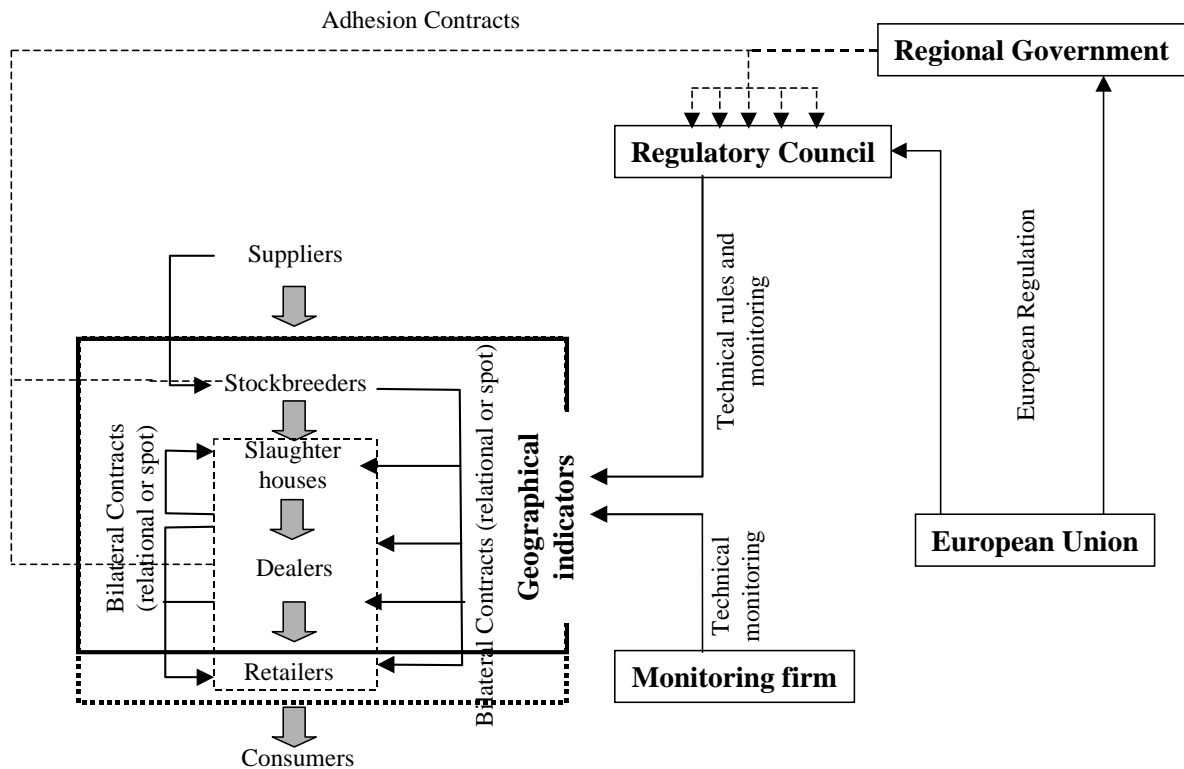 Adhesion Contracts
Regional Government
Regulatory Council
Suppliers
Technical rules and
monitoring
European Regulation
Stockbreeders
Bilateral Contracts
(relational or spot)
Slaughter
houses
Bilateral Contracts (relational or spot)
Geographical
indicators
European Union
Dealers
Technical
monitoring
Retailers
Monitoring firm
Consumers